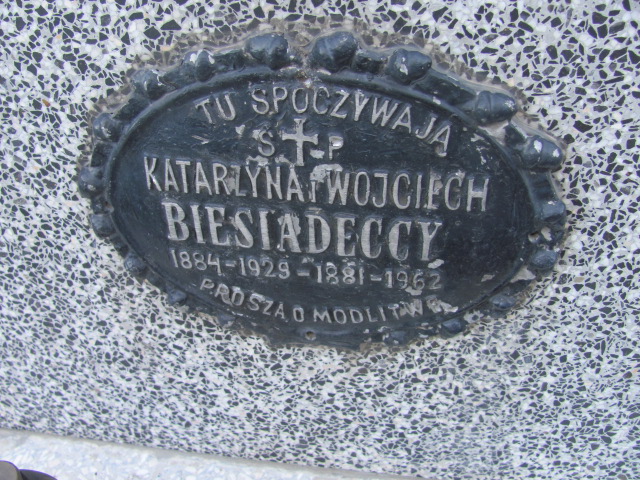 TU SPOCZYWAJĄ
Ś P
KATARZYNA i WOJCIECH
BIESIADECCY
1884-1929-1881-1962
PROSZĄ O MODLITWĘ